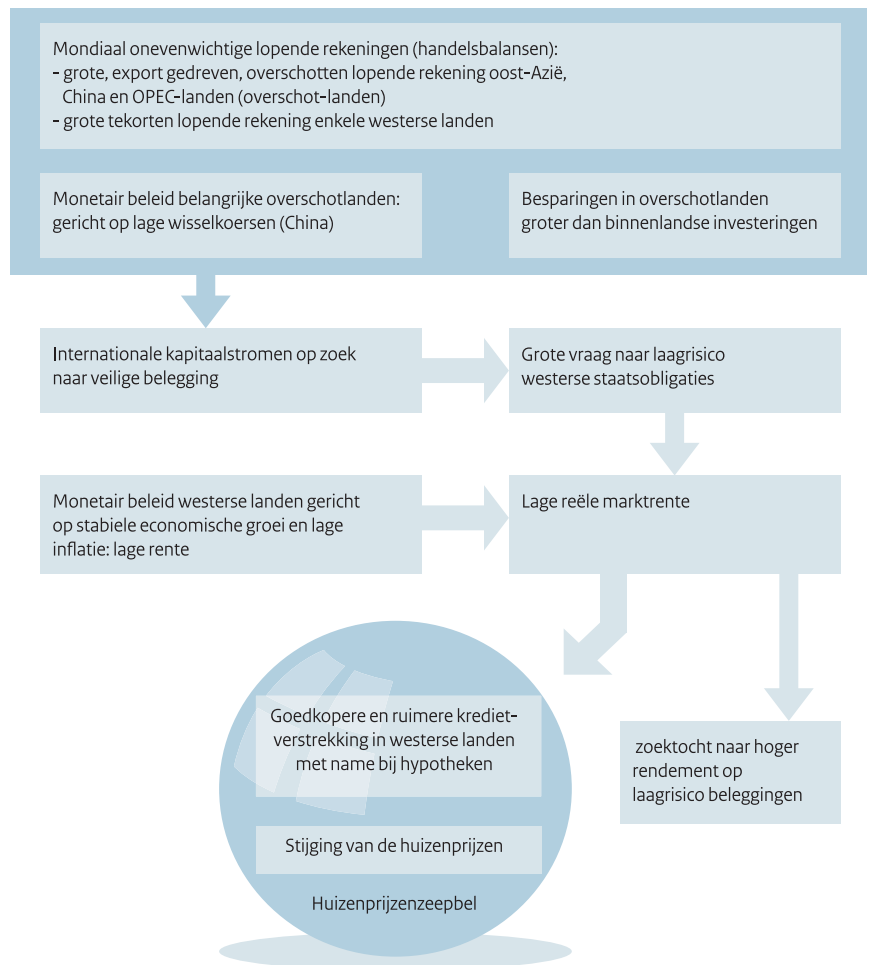 Mondiaal onevenwichtige lopende rekeningen (handelsbalansen):
- grote, export gedreven, overschotten lopende rekening oost-Azië,
China en OPEC-landen (overschot-landen)
- grote tekorten lopende rekening enkele westerse landen
Monetair beleid belangrijke overschotlanden:
gericht op lage wisselkoersen (China)
Besparingen in overschotlanden
groter dan binnenlandse investeringen
Internationale kapitaalstromen op zoek
naar veilige belegging
Grote vraag naar laagrisico
westerse staatsobligaties
Monetair beleid westerse landen gericht
op stabiele economische groei en lage
inflatie: lage rente
Lage reële marktrente
Goedkopere en ruimere krediet-
verstrekking in westerse landen
met name bij hypotheken
Stijging van de huizenprijzen
Huizenprijzenzeepbel
zoektocht naar hoger
rendement op
laagrisico beleggingen